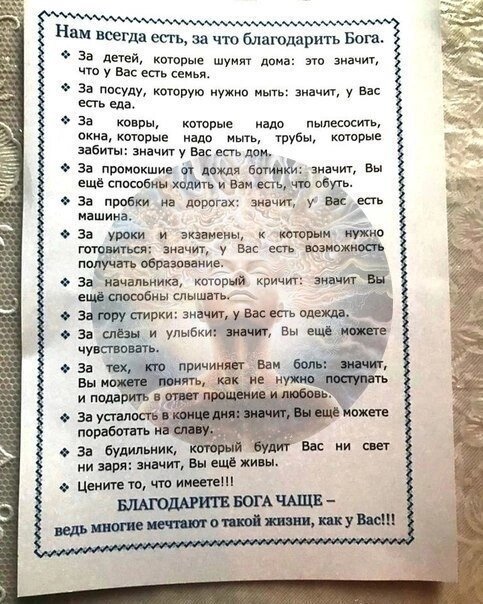 Нам всегда есть, за что благодарить Бога.
❖ За детей, которые шумят дома: это значит,
что у Вас есть семья.
❖ За посуду, которую нужно мыть: значит, у Вас
есть еда.
❖ За ковры, которые надо пылесосить,
окна, которые надо мыть, трубы, которые
забиты: значит у Вас есть дом.
❖ За промокшие от дождя ботинки: значит, Вы
ещё способны ходить и Вам есть, что обуть.
❖ За пробки на дорогах: значит, у Вас есть
машина.
❖ За уроки и экзамены, к которым нужно
готовиться: значит, у Вас есть возможность
получать образование.
❖ За начальника, который кричит: значит Вы
ещё способны слышать.
❖ За гору стирки: значит, у Вас есть одежда.
❖ За слёзы и улыбки: значит, Вы ещё можете
чувствовать.
❖ За тех, кто причиняет Вам боль: значит,
Вы можете понять, как не нужно поступать
и подарить в ответ прощение и любовь.
❖ За усталость в конце дня: значит, Вы ещё можете
поработать на славу.
❖ За будильник, который будит Вас ни свет
ни заря: значит, Вы ещё живы.
❖ Цените то, что имеете!!!
БЛАГОДАРИТЕ БОГА ЧАЩЕ –
ведь многие мечтают о такой жизни, как у Вас!!!